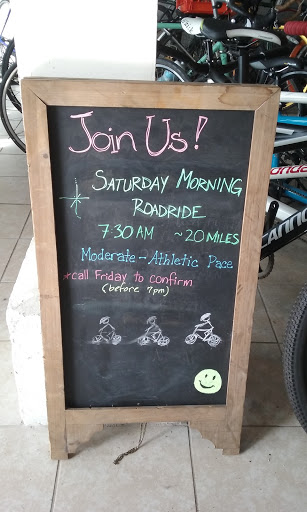 Join Us!
SATURDAY MORNING
ROADRIDE
7:30 AM ~20 MILES
Moderate - Athletic Pace
*call Friday to confirm
(before 7pm)